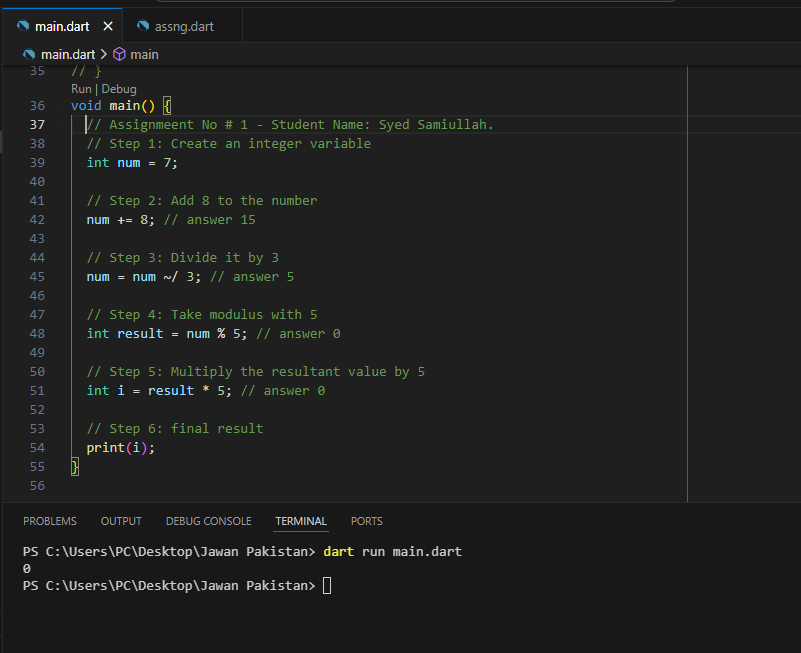 main.dart
assng.dart
main.dart > main
35 // }
Run | Debug
36 void main() {
37 // Assignmeent No # 1 - Student Name: Syed Samiullah.
38 // Step 1: Create an integer variable
39 int num = 7;
40
41 // Step 2: Add 8 to the number
42 num += 8; // answer 15
43
44 // Step 3: Divide it by 3
45 num = num ~/ 3; // answer 5
46
47 // Step 4: Take modulus with 5
48 int result = num % 5; // answer 0
49
50 // Step 5: Multiply the resultant value by 5
51 int i = result * 5; // answer 0
52
53 // Step 6: final result
54 print(i);
55 }
56
PROBLEMS OUTPUT DEBUG CONSOLE TERMINAL PORTS
PS C:\Users\PC\Desktop\Jawan Pakistan> dart run main.dart
0
PS C:\Users\PC\Desktop\Jawan Pakistan>